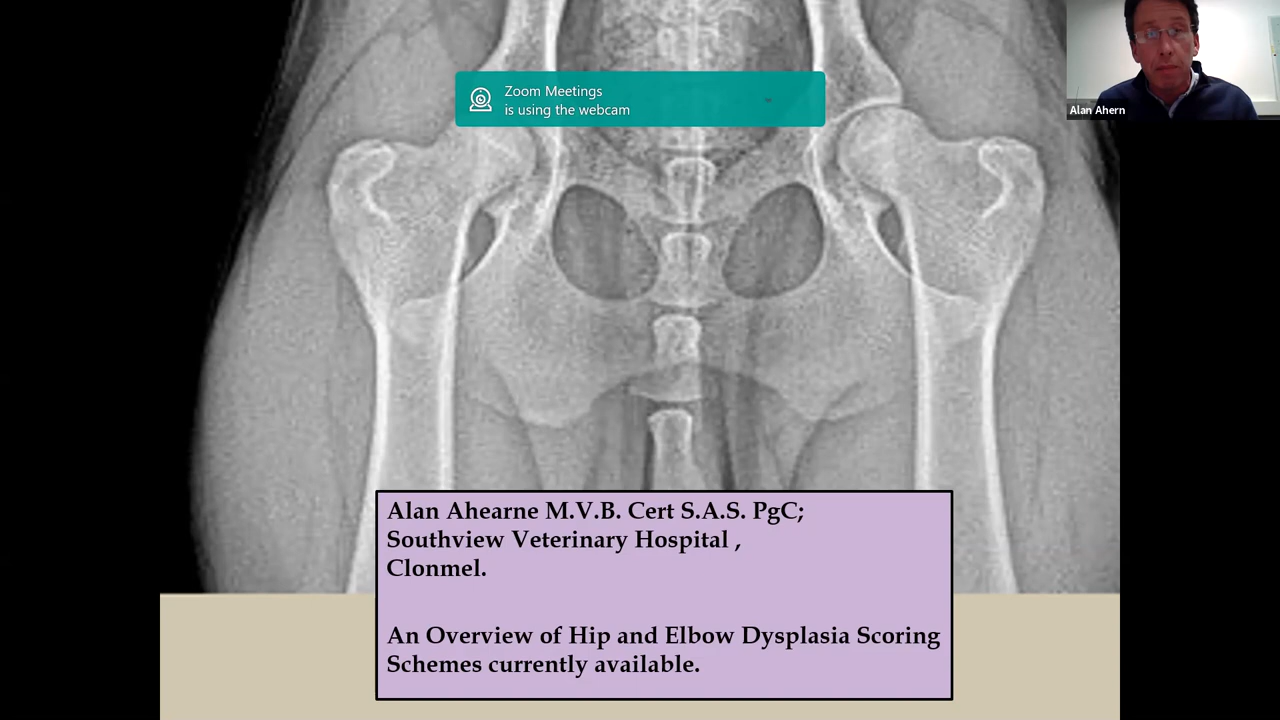 Zoom Meetings
is using the webcam
Alan Ahern
Alan Ahearne M.V.B. Cert S.A.S. PgC;
Southview Veterinary Hospital ,
Clonmel.
An Overview of Hip and Elbow Dysplasia Scoring
Schemes currently available.